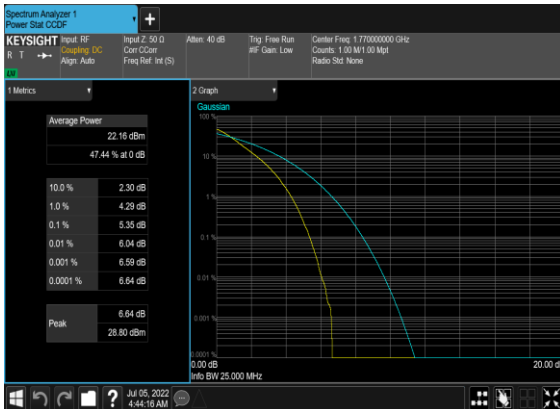 Spectrum Analyzer 1
Power Stat CCDF
KEYSIGHT
R T
LXI
Input: RF
Coupling: DC
Align: Auto
Input Z: 50 Ω
Corr CCorr
Freq Ref: Int (S)
Atten: 40 dB
Trig: Free Run
#IF Gain: Low
Center Freq: 1.770000000 GHz
Counts: 1.00 M/1.00 Mpt
Radio Std: None
1 Metrics
Average Power
22.16 dBm
47.44 % at 0 dB
10.0 % 2.30 dB
1.0 % 4.29 dB
0.1 % 5.35 dB
0.01 % 6.04 dB
0.001 % 6.59 dB
0.0001 % 6.64 dB
Peak
6.64 dB
28.80 dBm
2 Graph
Gaussian
100 %
10 %
1 %
0.1 %
0.01 %
0.001 %
0.0001 %
0.00 dB
20.00 d
Info BW 25.000 MHz
?
Jul 05, 2022
4:44:16 AM